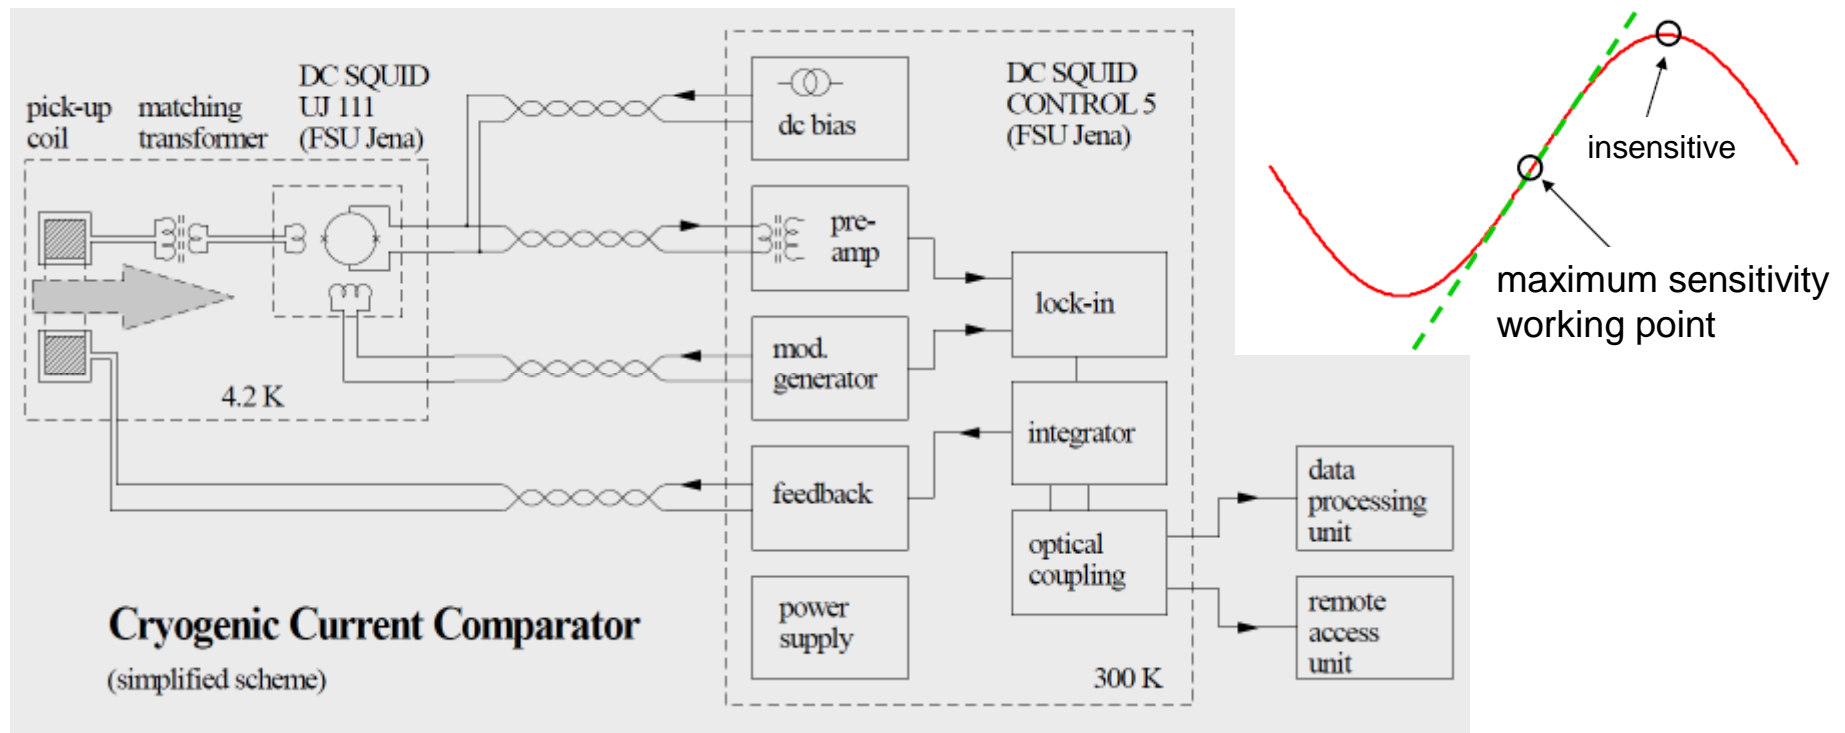 pick-up
coil
matching
transformer
DC SQUID
UJ 111
(FSU Jena)
4.2 K
dc bias
pre-
amp
mod.
generator
feedback
power
supply
DC SQUID
CONTROL 5
(FSU Jena)
lock-in
integrator
optical
coupling
300 K
data
processing
unit
remote
access
unit
Cryogenic Current Comparator
(simplified scheme)
insensitive
maximum sensitivity
working point